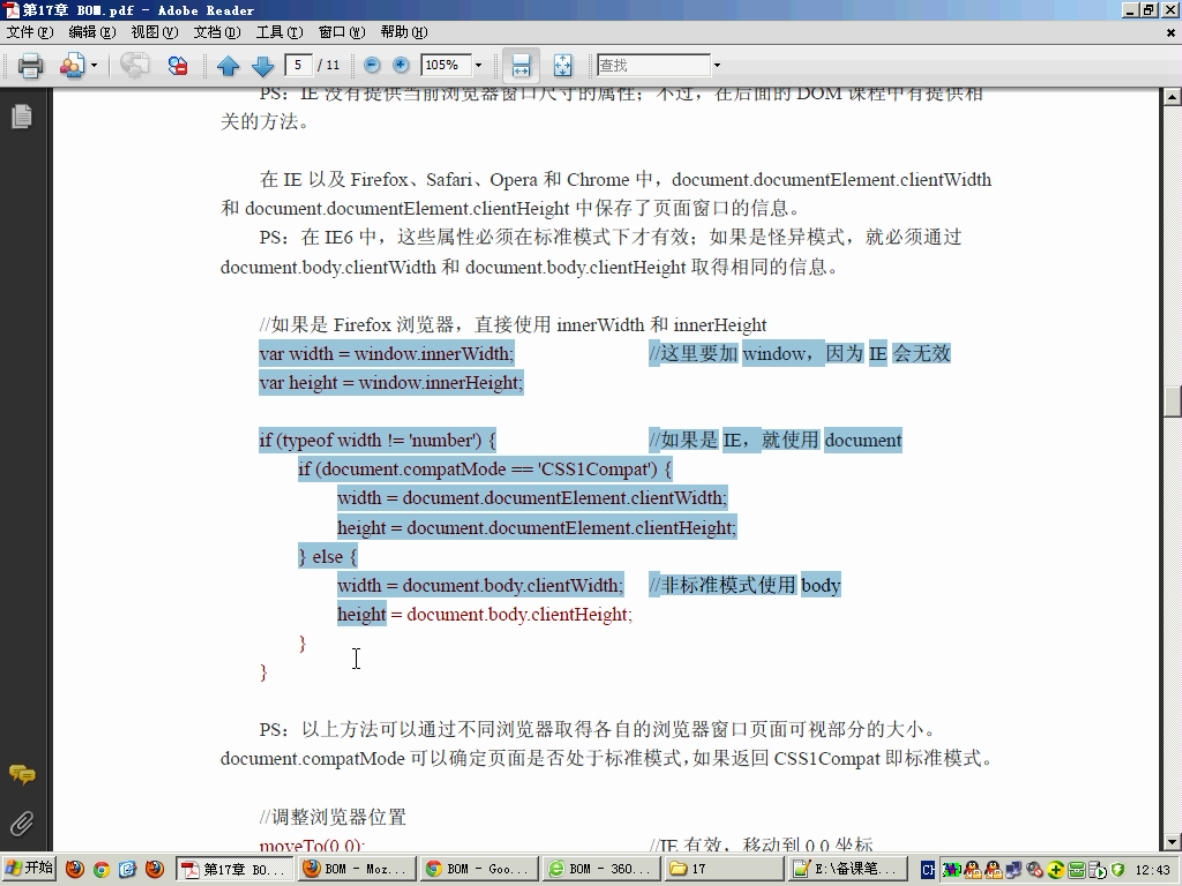 第17章 BOM.pdf - Adobe Reader
文件(F) 编辑(E) 视图(V) 文档(D) 工具(T) 窗口(W) 帮助(H)
5 / 11 105% 查找
PS：IE 没有提供当前浏览器窗口尺寸的属性；不过，在后面的 DOM 课程中有提供相
关的方法。
在 IE 以及 Firefox、Safari、Opera 和 Chrome 中，document.documentElement.clientWidth
和 document.documentElement.clientHeight 中保存了页面窗口的信息。
PS：在 IE6 中，这些属性必须在标准模式下才有效；如果是怪异模式，就必须通过
document.body.clientWidth 和 document.body.clientHeight 取得相同的信息。
//如果是 Firefox 浏览器，直接使用 innerWidth 和 innerHeight
var width = window.innerWidth; //这里要加 window，因为 IE 会无效
var height = window.innerHeight;
if (typeof width != 'number') { //如果是 IE，就使用 document
if (document.compatMode == 'CSS1Compat') {
width = document.documentElement.clientWidth;
height = document.documentElement.clientHeight;
} else {
width = document.body.clientWidth; //非标准模式使用 body
height = document.body.clientHeight;
}
}
PS：以上方法可以通过不同浏览器取得各自的浏览器窗口页面可视部分的大小。
document.compatMode 可以确定页面是否处于标准模式，如果返回 CSS1Compat 即标准模式。
//调整浏览器位置
moveTo(0,0); //IE 有效，移动到 0,0 坐标
开始 第17章 BO... BOM - Moz... BOM - Goo... BOM - 360... 17 E:\备课笔... CH 12:43